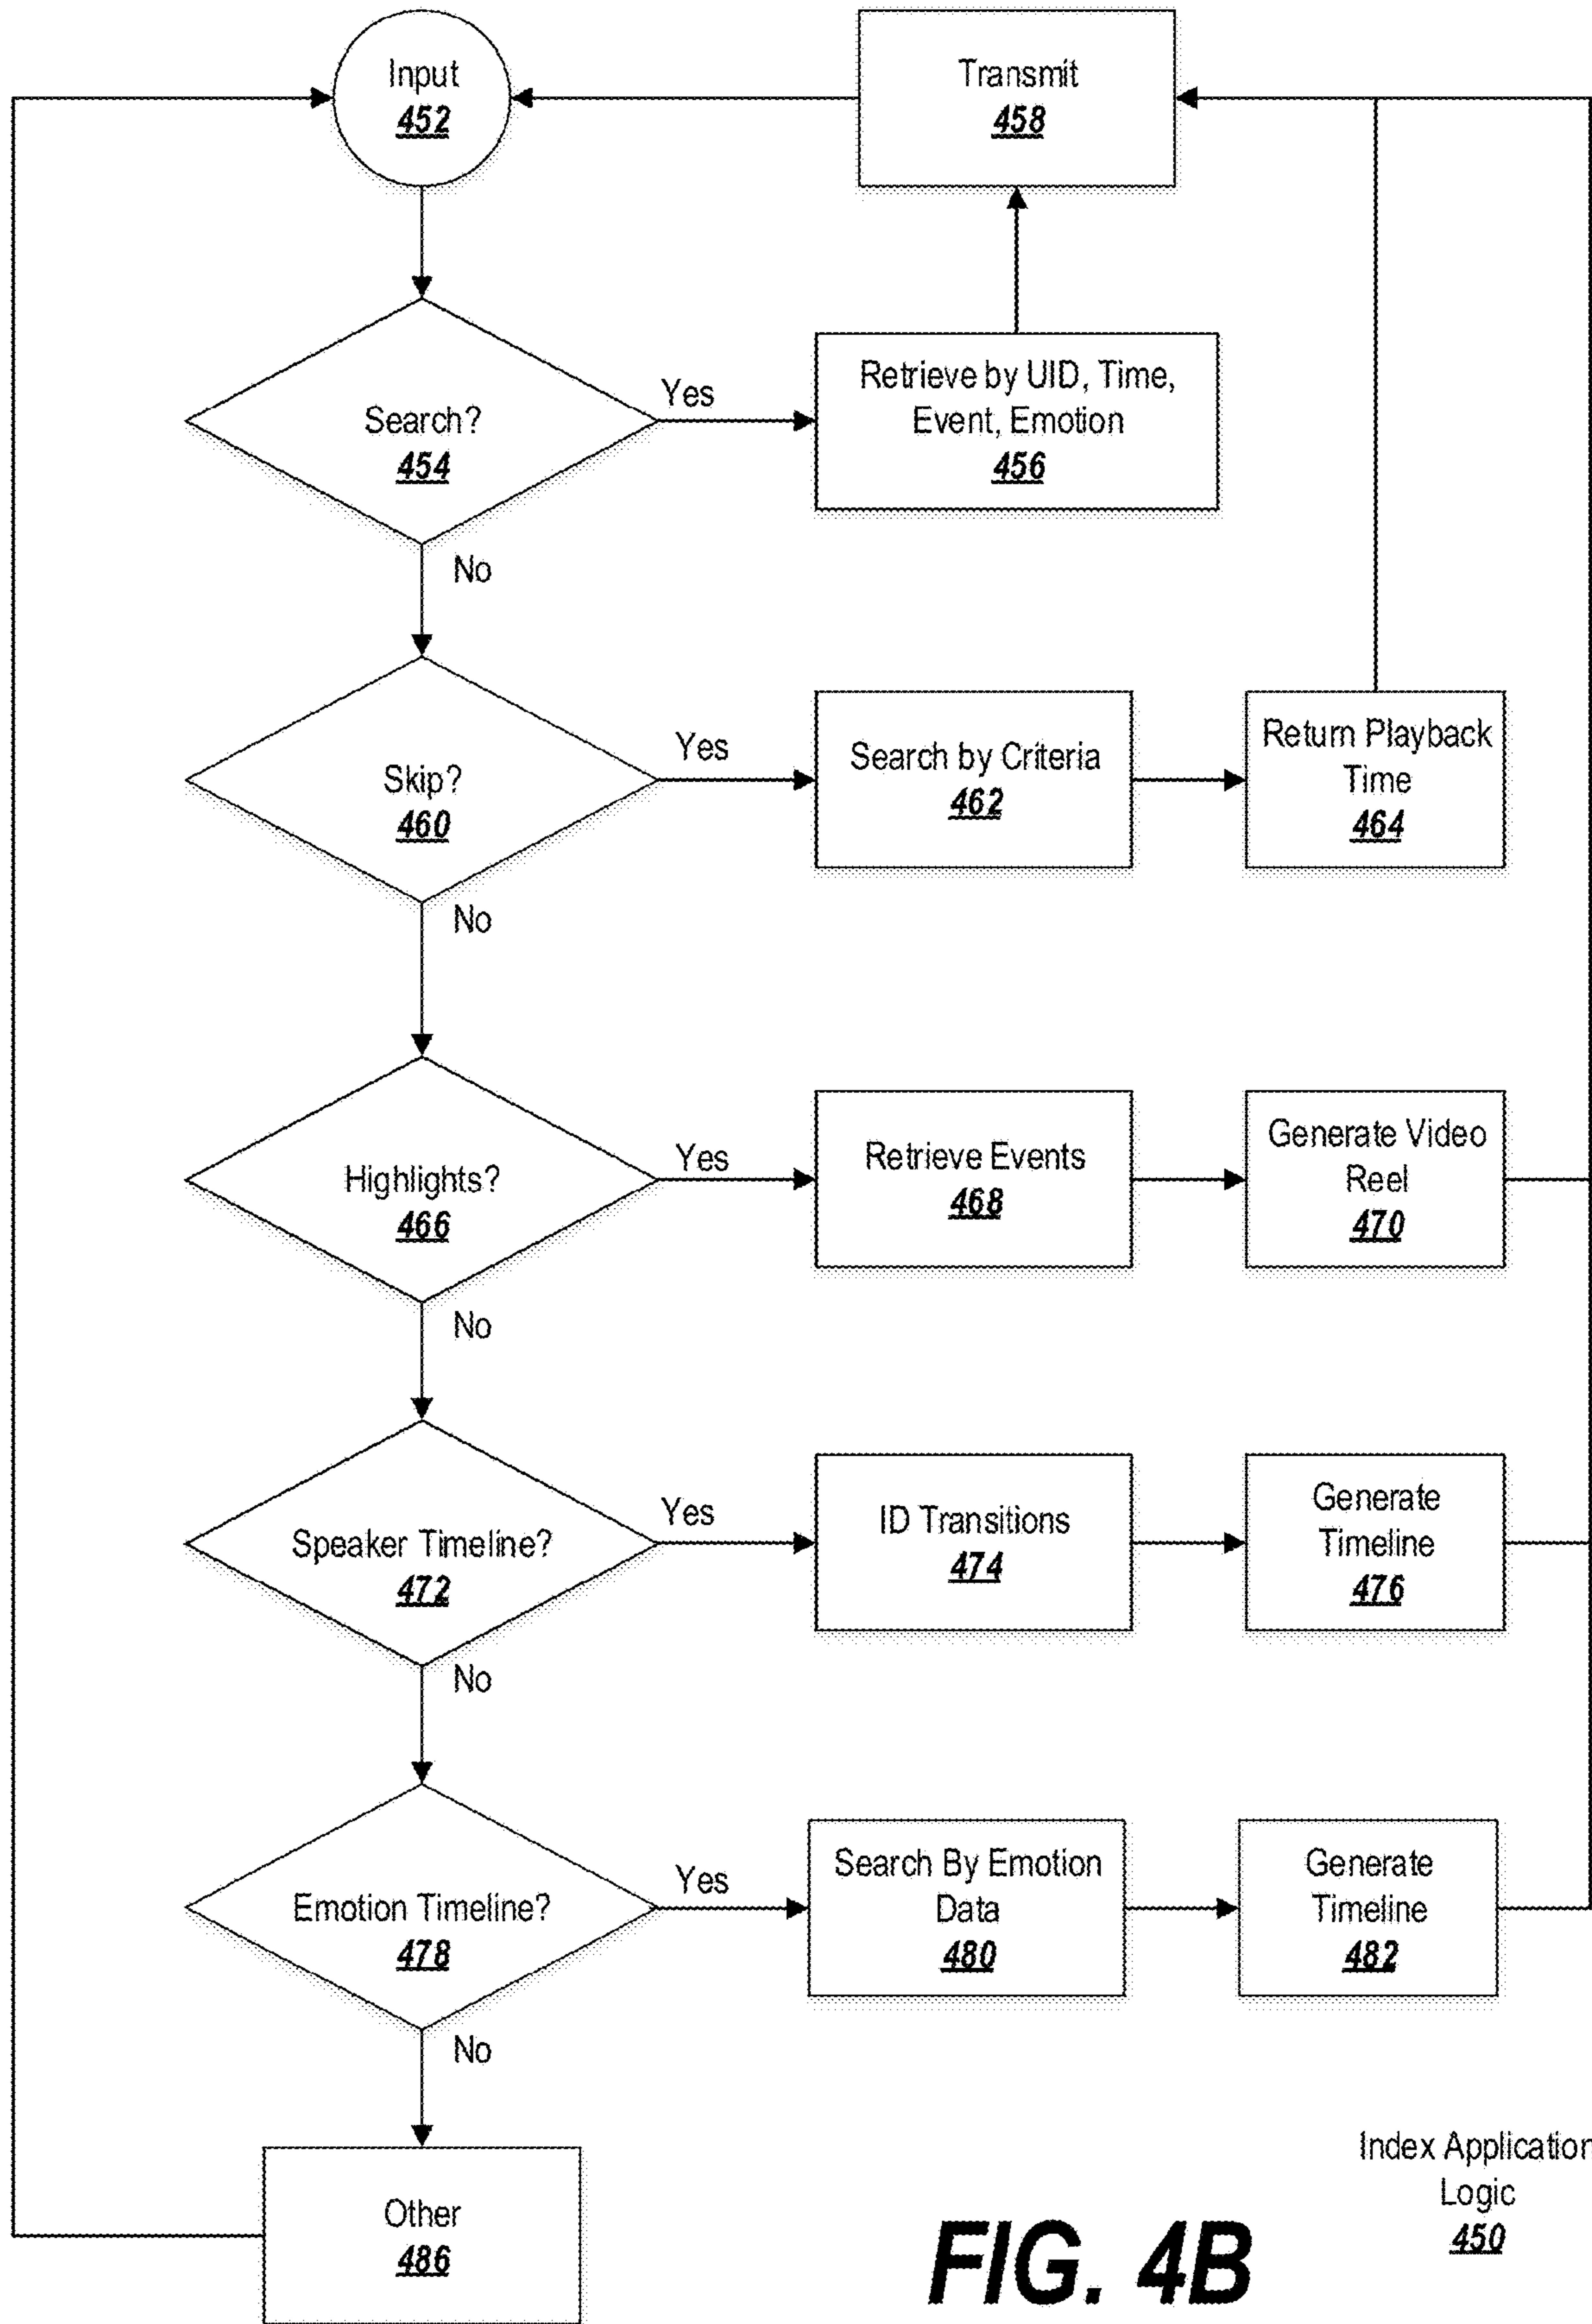 Input
452
Transmit
458
Search?
454
Yes
Retrieve by UID, Time,
Event, Emotion
456
No
Skip?
460
Yes
Search by Criteria
462
Return Playback
Time
464
No
Highlights?
466
Yes
Retrieve Events
468
Generate Video
Reel
470
No
Speaker Timeline?
472
Yes
ID Transitions
474
Generate
Timeline
476
No
Emotion Timeline?
478
Yes
Search By Emotion
Data
480
Generate
Timeline
482
No
Other
486
Index Application
Logic
450
FIG. 4B